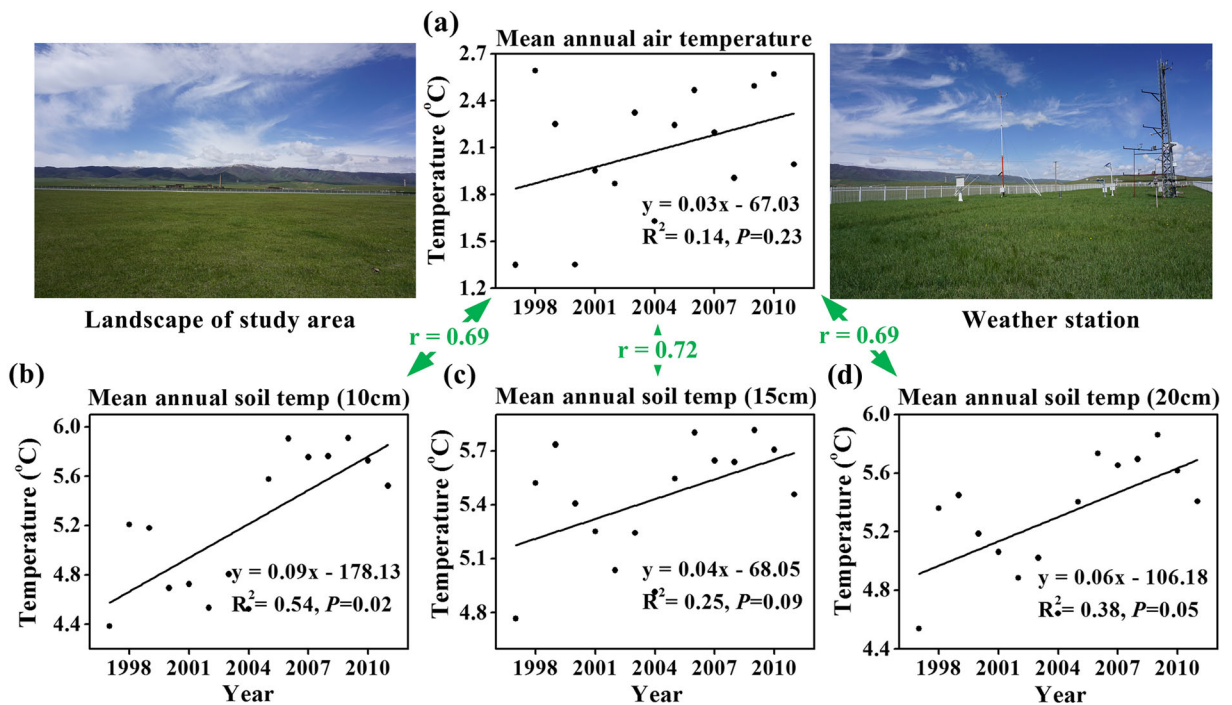 (a)
Mean annual air temperature
Temperature (°C)
2.7
2.4
2.1
1.8
1.5
1.2
y = 0.03x - 67.03
R² = 0.14, P=0.23
1998 2001 2004 2007 2010
Landscape of study area
Weather station
r = 0.69
r = 0.72
r = 0.69
(b)
Mean annual soil temp (10cm)
Temperature (°C)
6.0
5.6
5.2
4.8
4.4
y = 0.09x - 178.13
R² = 0.54, P=0.02
1998 2001 2004 2007 2010
Year
(c)
Mean annual soil temp (15cm)
Temperature (°C)
5.7
5.4
5.1
4.8
y = 0.04x - 68.05
R² = 0.25, P=0.09
1998 2001 2004 2007 2010
Year
(d)
Mean annual soil temp (20cm)
Temperature (°C)
6.0
5.6
5.2
4.8
4.4
y = 0.06x - 106.18
R² = 0.38, P=0.05
1998 2001 2004 2007 2010
Year